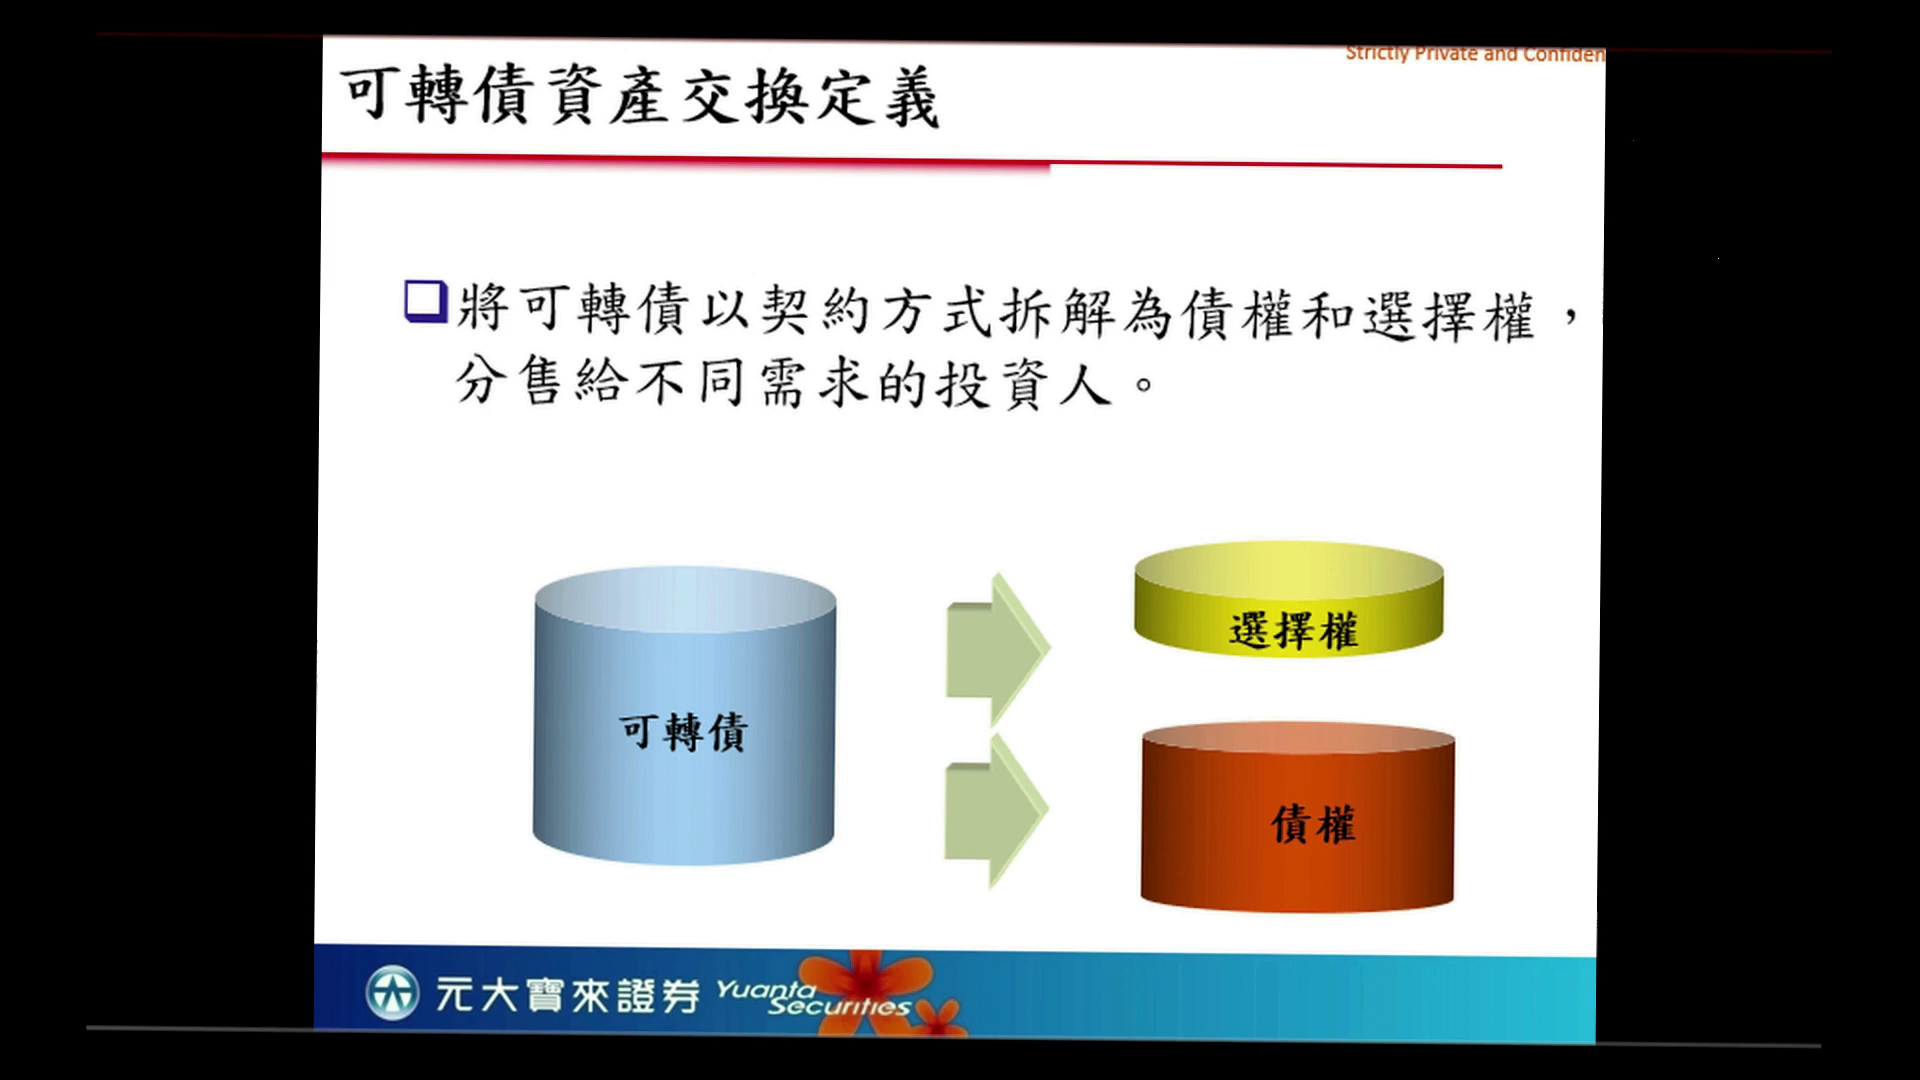 Strictly Private and Confiden
可轉債資產交換定義
將可轉債以契約方式拆解為債權和選擇權，
分售給不同需求的投資人。
選擇權
可轉債
債權
元大寶來證券 Yuanta Securities